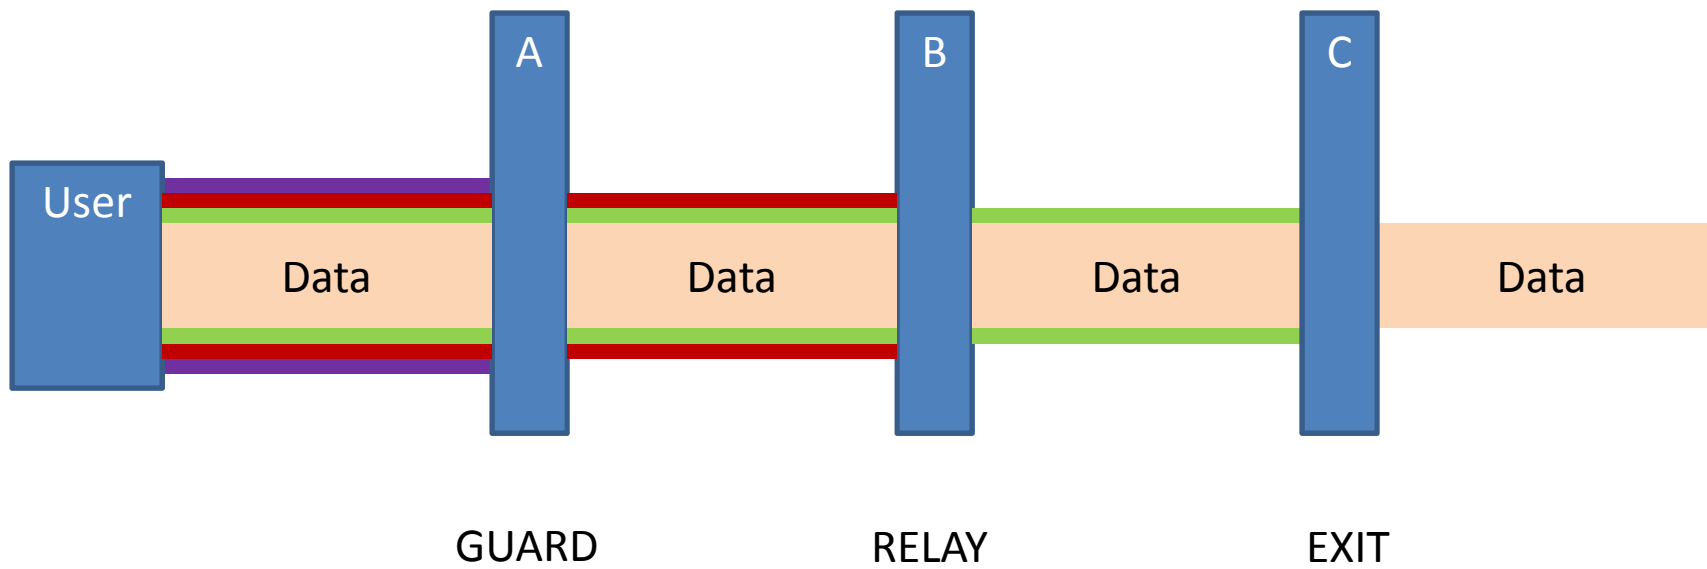 A
B
C
User
Data
Data
Data
Data
GUARD
RELAY
EXIT